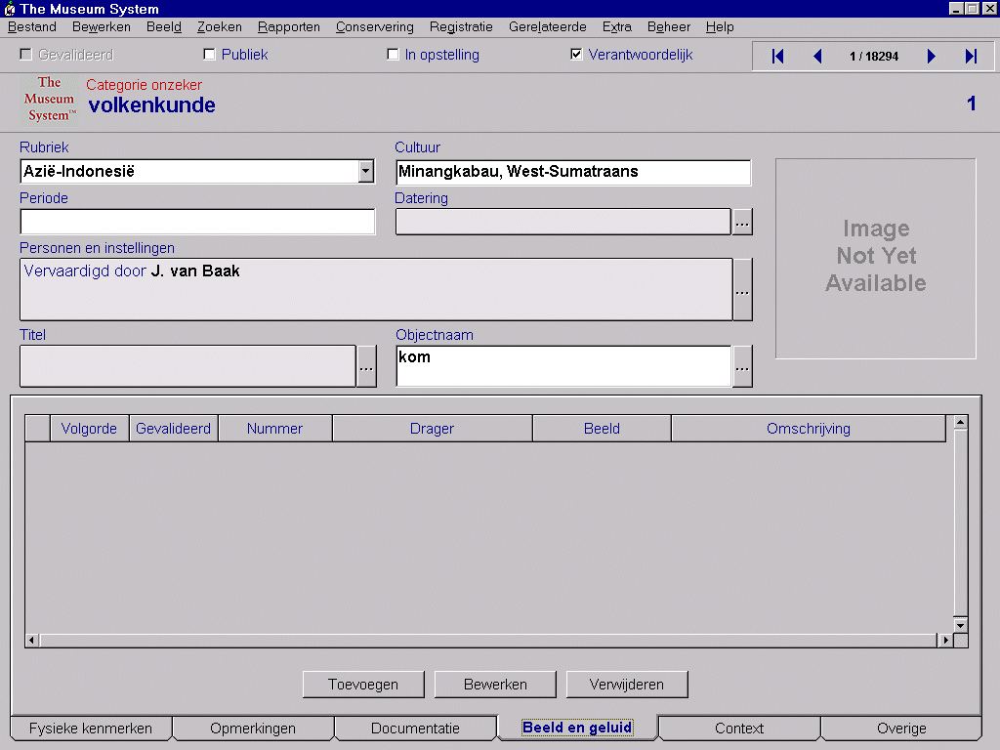 The Museum System
Bestand Bewerken Beeld Zoeken Rapporten Conservering Registratie Gerelateerde Extra Beheer Help
Gevalideerd Publiek In opstelling Verantwoordelijk 1 / 18294
The Museum System™
Categorie onzeker
volkenkunde 1
Rubriek Cultuur
Azië-Indonesië Minangkabau, West-Sumatraans
Periode Datering
...
Image
Not Yet
Available
Personen en instellingen
Vervaardigd door J. van Baak
...
Titel Objectnaam
kom
... ...
Volgorde Gevalideerd Nummer Drager Beeld Omschrijving
Toevoegen Bewerken Verwijderen
Fysieke kenmerken Opmerkingen Documentatie Beeld en geluid Context Overige